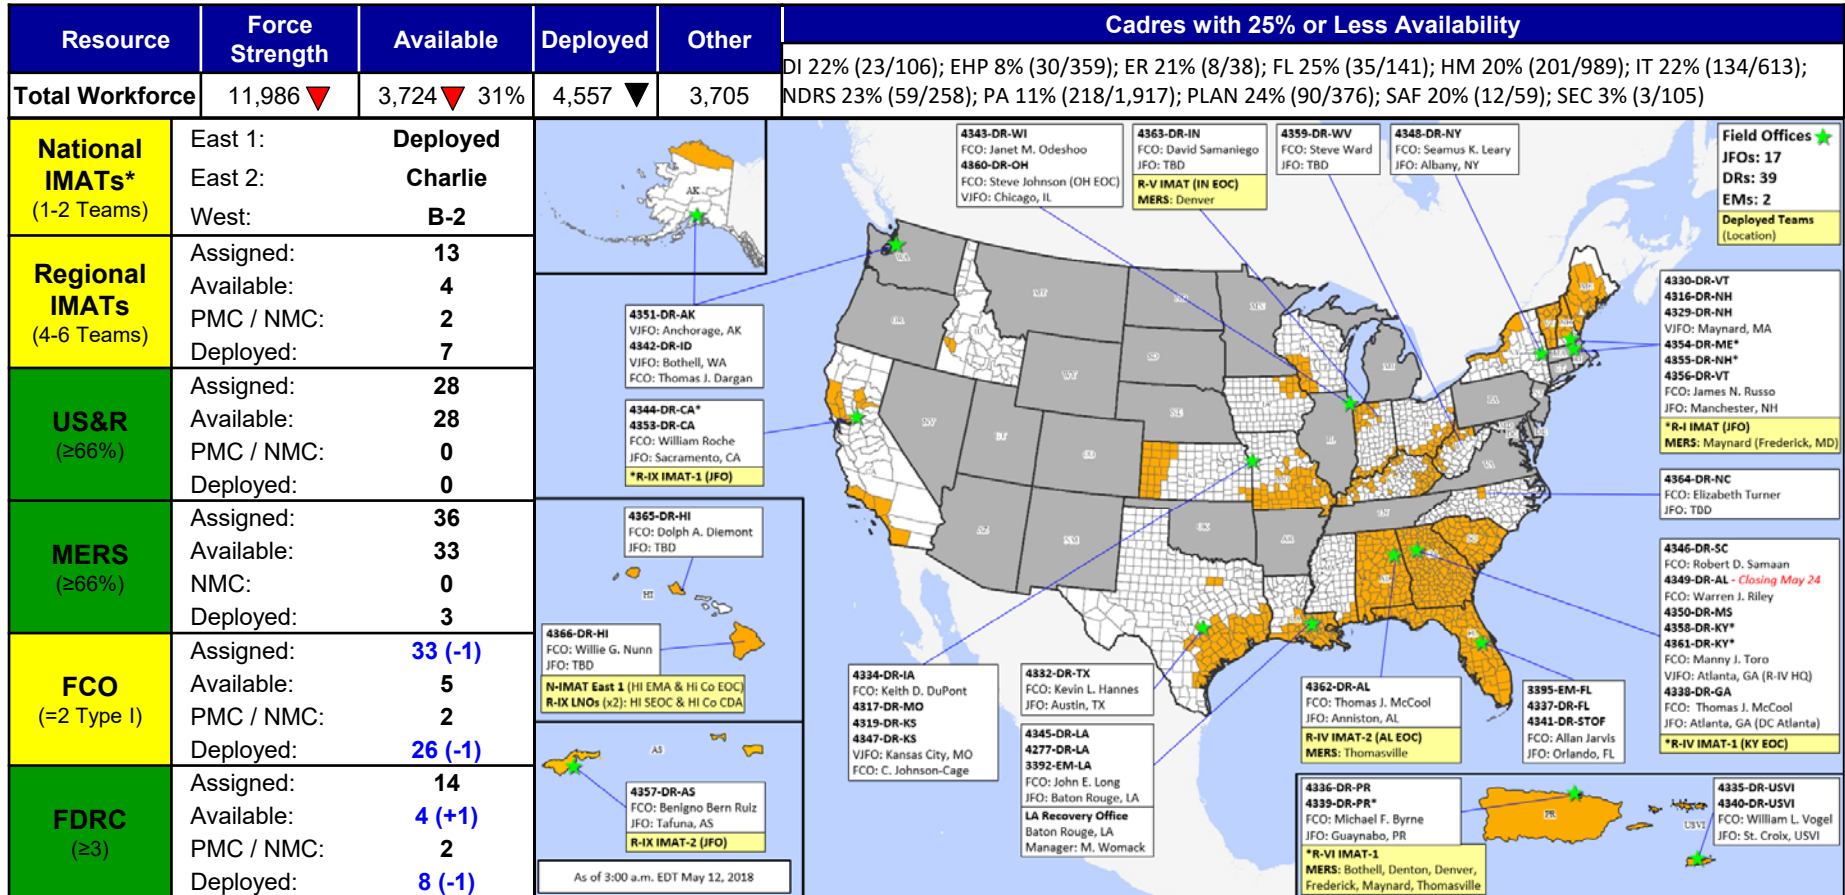 Resource
Force Strength
Available
Deployed
Other
Cadres with 25% or Less Availability
Total Workforce
11,986
3,724
31%
4,557
3,705
DI 22% (23/106); EHP 8% (30/359); ER 21% (8/38); FL 25% (35/141); HM 20% (201/989); IT 22% (134/613);
NDRS 23% (59/258); PA 11% (218/1,917); PLAN 24% (90/376); SAF 20% (12/59); SEC 3% (3/105)
National
IMATs*
(1-2 Teams)
East 1: Deployed
East 2: Charlie
West: B-2
Regional
IMATs
(4-6 Teams)
Assigned: 13
Available: 4
PMC / NMC: 2
Deployed: 7
US&R
(≥66%)
Assigned: 28
Available: 28
PMC / NMC: 0
Deployed: 0
MERS
(≥66%)
Assigned: 36
Available: 33
NMC: 0
Deployed: 3
FCO
(=2 Type I)
Assigned: 33 (-1)
Available: 5
PMC / NMC: 2
Deployed: 26 (-1)
FDRC
(≥3)
Assigned: 14
Available: 4 (+1)
PMC / NMC: 2
Deployed: 8 (-1)
AK
4351-DR-AK
VJFO: Anchorage, AK
4342-DR-ID
VJFO: Bothell, WA
FCO: Thomas J. Dargan
4344-DR-CA*
4353-DR-CA
FCO: William Roche
JFO: Sacramento, CA
*R-IX IMAT-1 (JFO)
4365-DR-HI
FCO: Dolph A. Diemont
JFO: TBD
HI
4366-DR-HI
FCO: Willie G. Nunn
JFO: TBD
N-IMAT East 1 (HI EMA & Hi Co EOC)
R-IX LNOs (x2): HI SEOC & HI Co CDA
AS
4357-DR-AS
FCO: Benigno Bern Ruiz
JFO: Tafuna, AS
R-IX IMAT-2 (JFO)
As of 3:00 a.m. EDT May 12, 2018
4343-DR-WI
FCO: Janet M. Odeshoo
4360-DR-OH
FCO: Steve Johnson (OH EOC)
VJFO: Chicago, IL
4363-DR-IN
FCO: David Samaniego
JFO: TBD
R-V IMAT (IN EOC)
MERS: Denver
4359-DR-WV
FCO: Steve Ward
JFO: TBD
4348-DR-NY
FCO: Seamus K. Leary
JFO: Albany, NY
Field Offices
JFOs: 17
DRs: 39
EMs: 2
Deployed Teams
(Location)
4330-DR-VT
4316-DR-NH
4329-DR-NH
VJFO: Maynard, MA
4354-DR-ME*
4355-DR-NH*
4356-DR-VT
FCO: James N. Russo
JFO: Manchester, NH
*R-I IMAT (JFO)
MERS: Maynard (Frederick, MD)
4364-DR-NC
FCO: Elizabeth Turner
JFO: TBD
4346-DR-SC
FCO: Robert D. Samaan
4349-DR-AL - Closing May 24
FCO: Warren J. Riley
4350-DR-MS
4358-DR-KY*
4361-DR-KY*
FCO: Manny J. Toro
VJFO: Atlanta, GA (R-IV HQ)
4338-DR-GA
FCO: Thomas J. McCool
JFO: Atlanta, GA (DC Atlanta)
*R-IV IMAT-1 (KY EOC)
4334-DR-IA
FCO: Keith D. DuPont
4317-DR-MO
4319-DR-KS
4347-DR-KS
VJFO: Kansas City, MO
FCO: C. Johnson-Cage
4332-DR-TX
FCO: Kevin L. Hannes
JFO: Austin, TX
4345-DR-LA
4277-DR-LA
3392-EM-LA
FCO: John E. Long
JFO: Baton Rouge, LA
LA Recovery Office
Baton Rouge, LA
Manager: M. Womack
4362-DR-AL
FCO: Thomas J. McCool
JFO: Anniston, AL
R-IV IMAT-2 (AL EOC)
MERS: Thomasville
3395-EM-FL
4337-DR-FL
4341-DR-STOF
FCO: Allan Jarvis
JFO: Orlando, FL
4336-DR-PR
4339-DR-PR*
FCO: Michael F. Byrne
JFO: Guaynabo, PR
*R-VI IMAT-1
MERS: Bothell, Denton, Denver,
Frederick, Maynard, Thomasville
PR
USVI
4335-DR-USVI
4340-DR-USVI
FCO: William L. Vogel
JFO: St. Croix, USVI
WA
OR
MT
NV
UT
WY
CO
AZ
NM
SD
NE
MN
OK
AR
TN
VA
PA
MI
IL